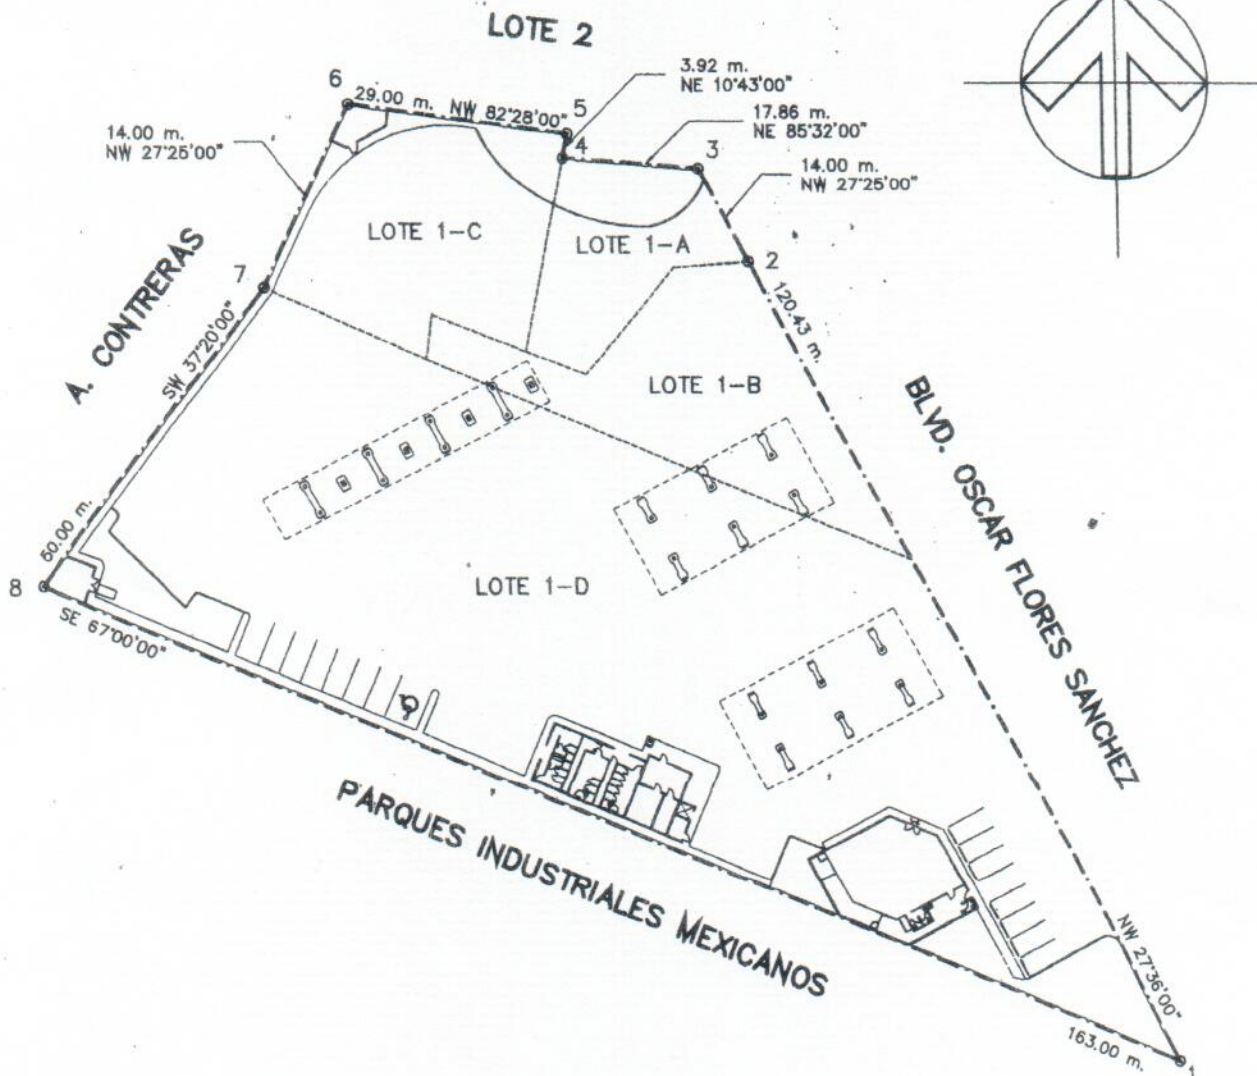 LOTE 2
3.92 m.
NE 10°43'00"
6
29.00 m. NW 82°28'00"
5
17.86 m.
NE 85°32'00"
14.00 m.
NW 27°25'00"
4
3
14.00 m.
NW 27°25'00"
LOTE 1-C
LOTE 1-A
2
7
A. CONTRERAS
SW 37°20'00"
120.43 m.
LOTE 1-B
BLVD. OSCAR FLORES SANCHEZ
50.00 m.
8
LOTE 1-D
SE 67°00'00"
PARQUES INDUSTRIALES MEXICANOS
NW 27°36'00"
163.00 m.
1